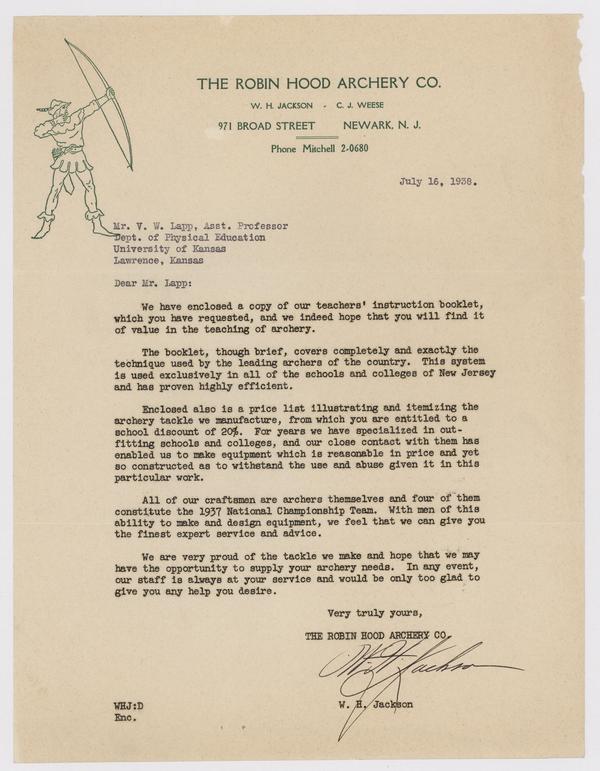 THE ROBIN HOOD ARCHERY CO.
W. H. JACKSON - C. J. WEESE
971 BROAD STREET NEWARK, N. J.
Phone Mitchell 2-0680
July 16, 1938.
Mr. V. W. Lapp, Asst. Professor
Dept. of Physical Education
University of Kansas
Lawrence, Kansas
Dear Mr. Lapp:
We have enclosed a copy of our teachers' instruction booklet,
which you have requested, and we indeed hope that you will find it
of value in the teaching of archery.
The booklet, though brief, covers completely and exactly the
technique used by the leading archers of the country. This system
is used exclusively in all of the schools and colleges of New Jersey
and has proven highly efficient.
Enclosed also is a price list illustrating and itemizing the
archery tackle we manufacture, from which you are entitled to a
school discount of 20%. For years we have specialized in out-
fitting schools and colleges, and our close contact with them has
enabled us to make equipment which is reasonable in price and yet
so constructed as to withstand the use and abuse given it in this
particular work.
All of our craftsmen are archers themselves and four of them
constitute the 1937 National Championship Team. With men of this
ability to make and design equipment, we feel that we can give you
the finest expert service and advice.
We are very proud of the tackle we make and hope that we may
have the opportunity to supply your archery needs. In any event,
our staff is always at your service and would be only too glad to
give you any help you desire.
Very truly yours,
THE ROBIN HOOD ARCHERY CO.
W. H. Jackson
W. H. Jackson
WHJ:D
Enc.